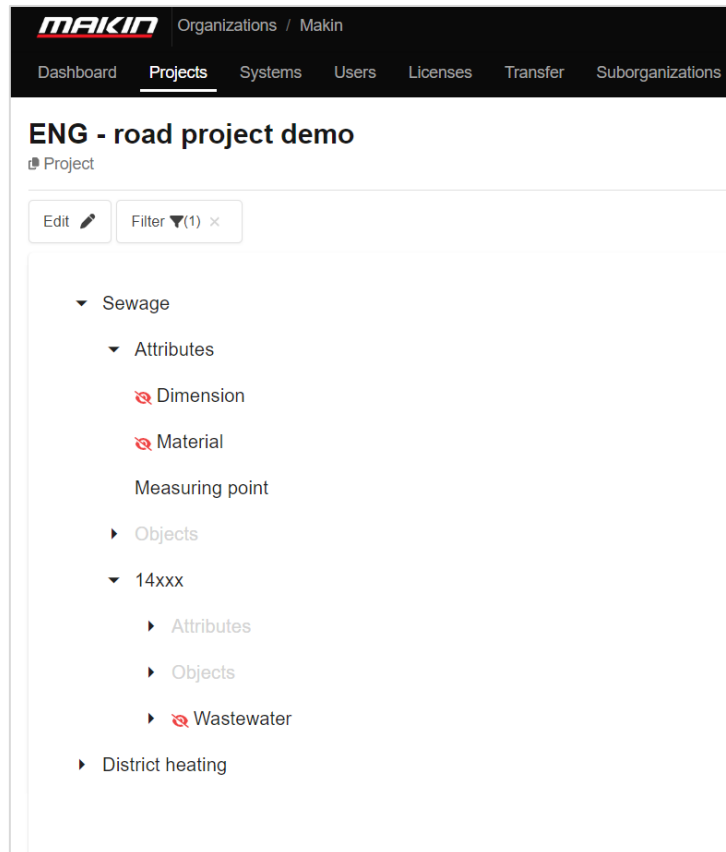 MAKIN Organizations / Makin
Dashboard Projects Systems Users Licenses Transfer Suborganizations
ENG - road project demo
Project
Edit Filter (1) ×
Sewage
Attributes
Dimension
Material
Measuring point
Objects
14xxx
Attributes
Objects
Wastewater
District heating